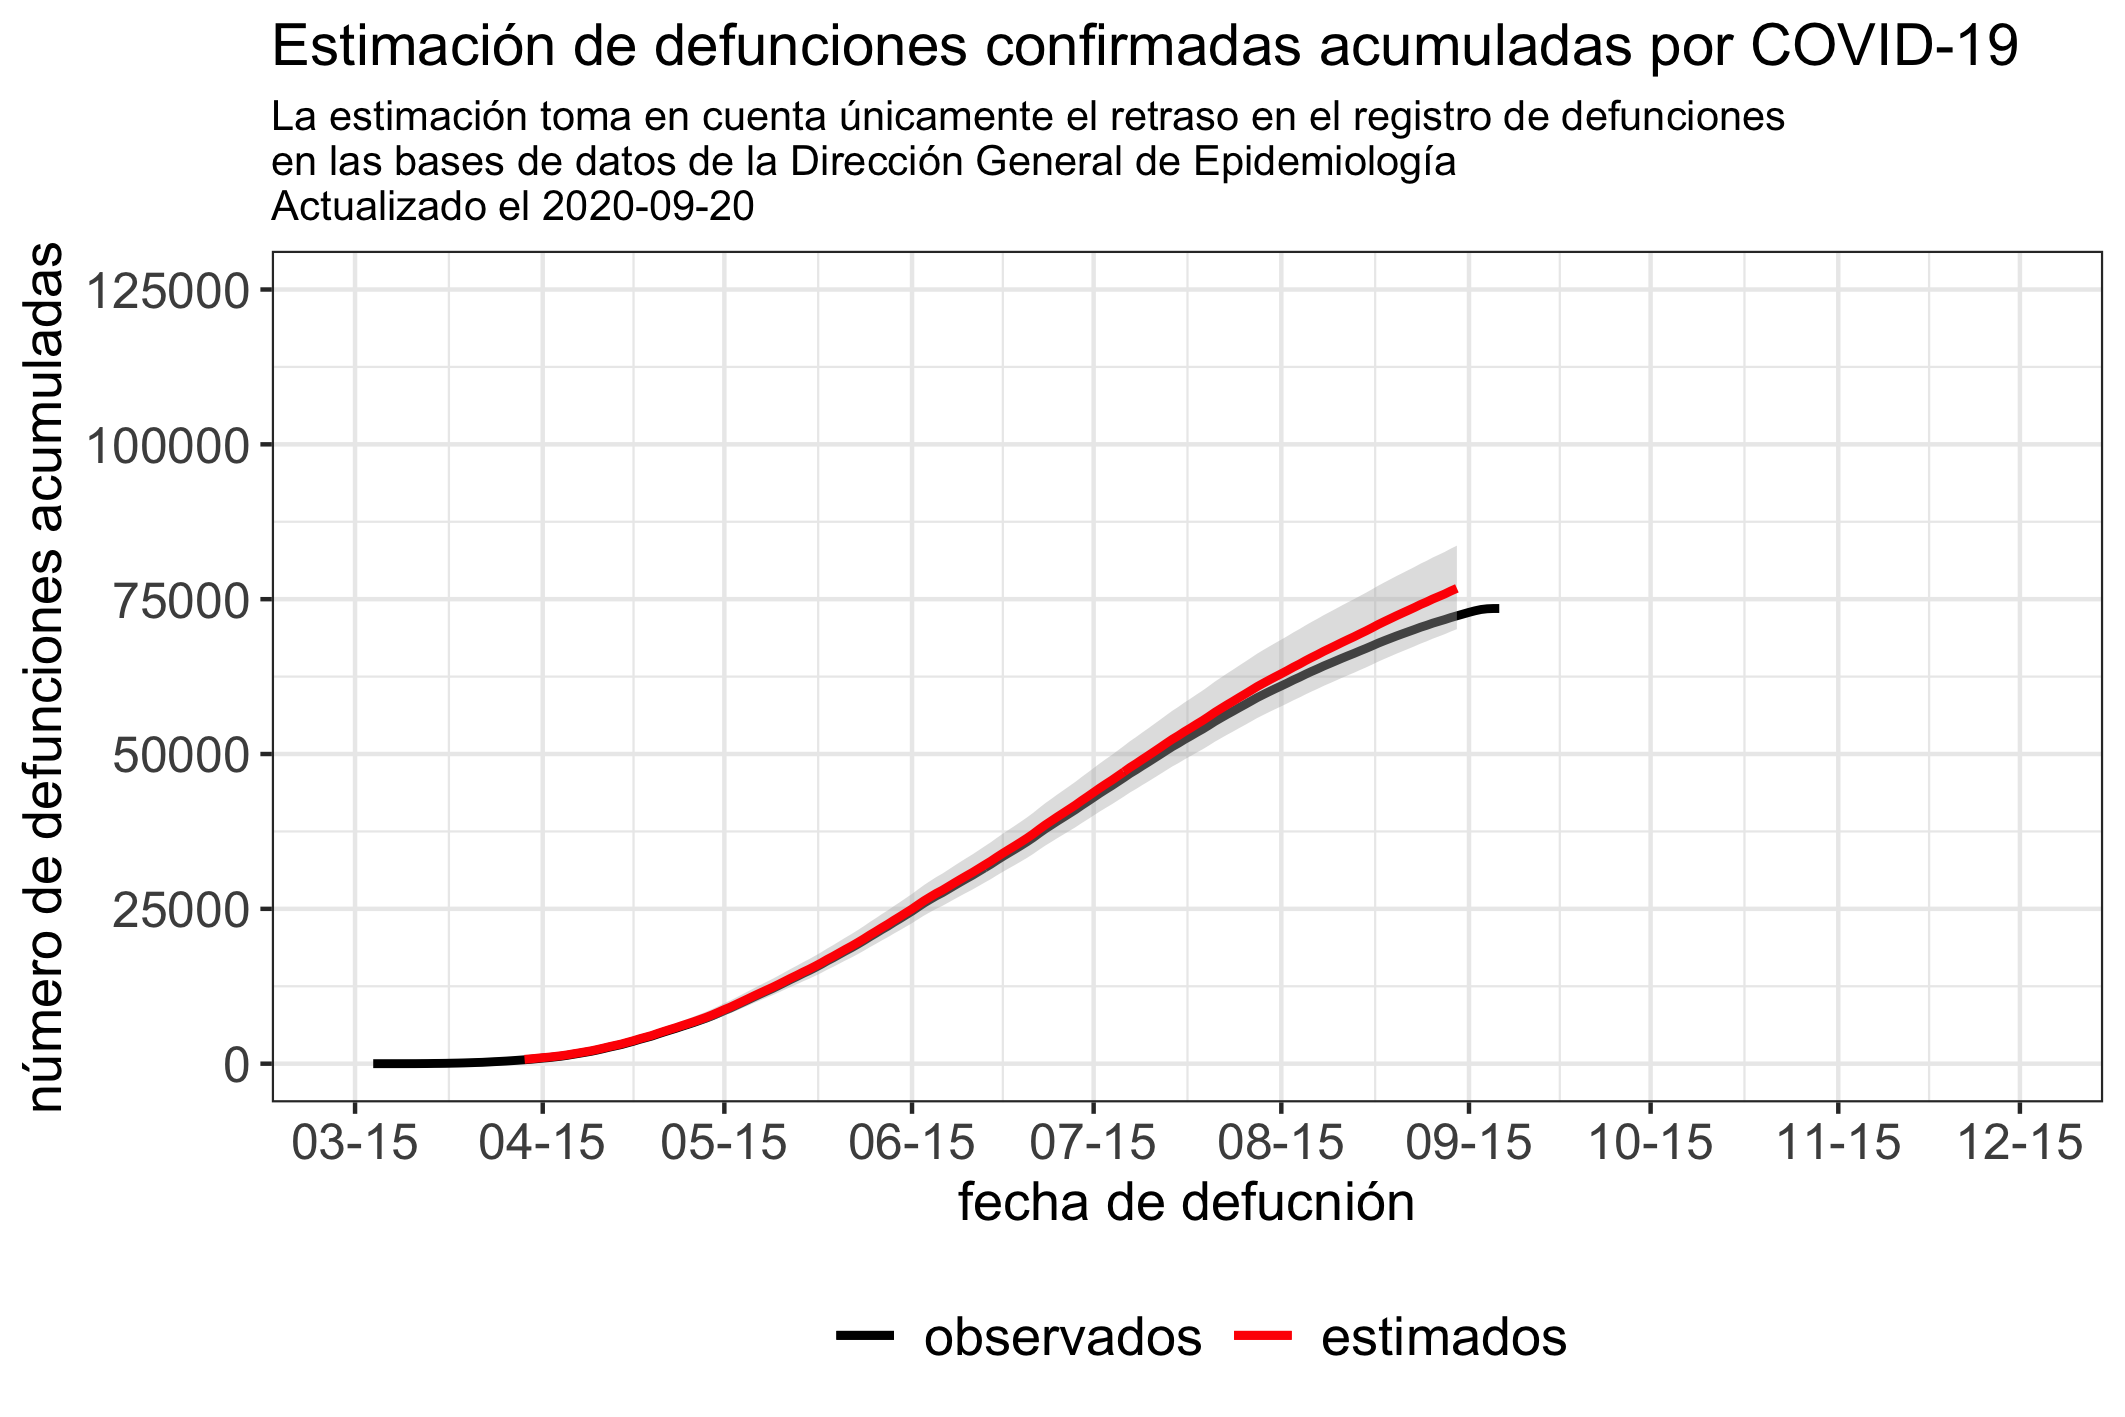 Estimación de defunciones confirmadas acumuladas por COVID-19
La estimación toma en cuenta únicamente el retraso en el registro de defunciones
en las bases de datos de la Dirección General de Epidemiología
Actualizado el 2020-09-20
número de defunciones acumuladas
125000
100000
75000
50000
25000
0
03-15 04-15 05-15 06-15 07-15 08-15 09-15 10-15 11-15 12-15
fecha de defucnión
observados estimados